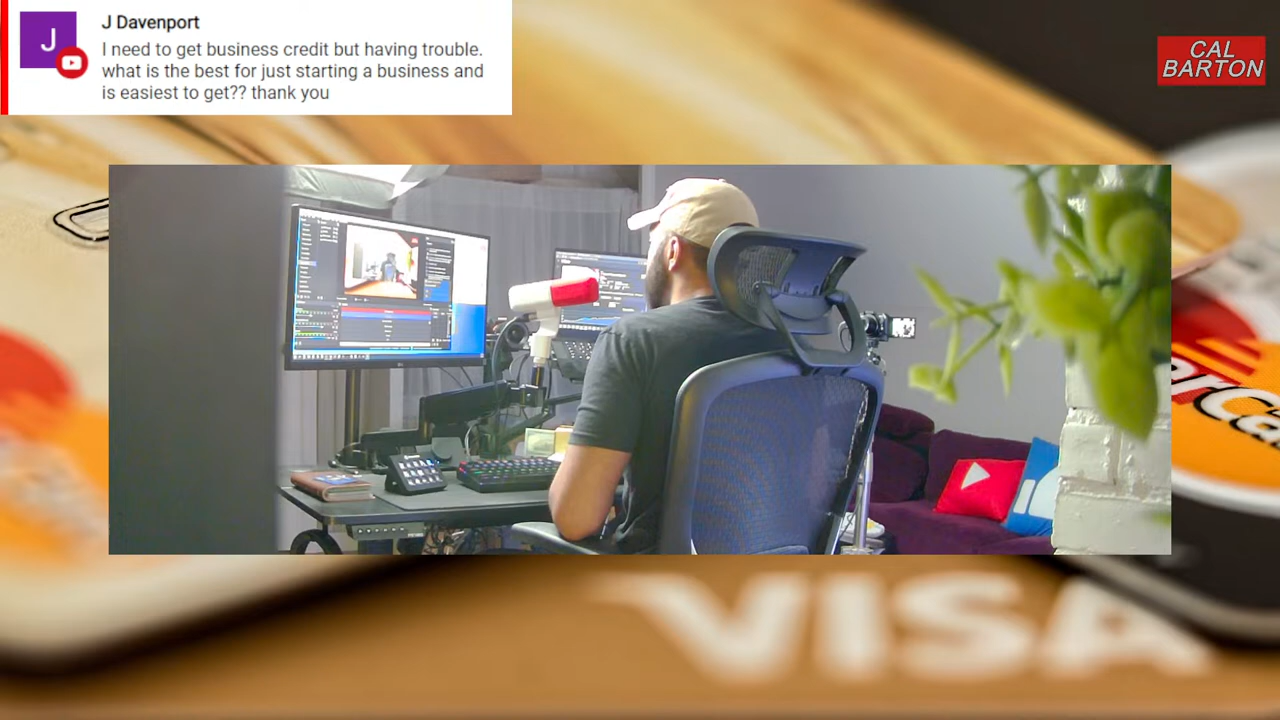 J
J Davenport
I need to get business credit but having trouble.
what is the best for just starting a business and
is easiest to get?? thank you
CAL
BARTON
VISA